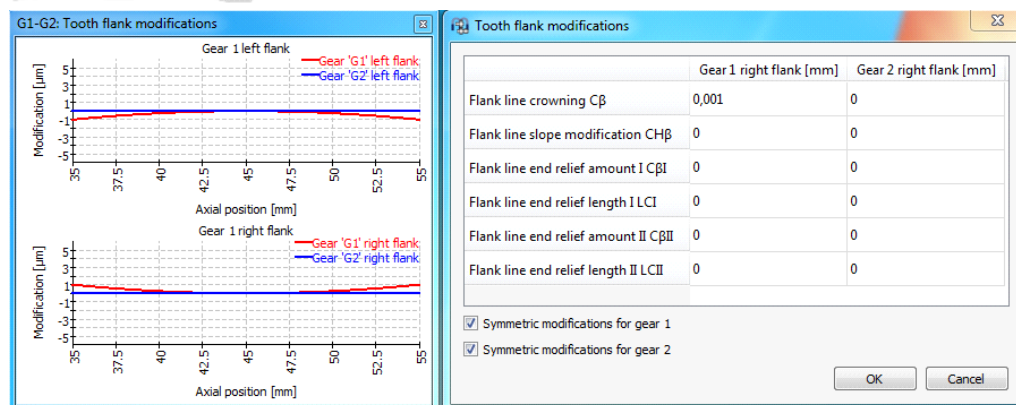 G1-G2: Tooth flank modifications
Gear 1 left flank
Gear 'G1' left flank
Gear 'G2' left flank
Modification [µm]
5
3
1
-1
-3
-5
35
37.5
40
42.5
45
47.5
50
52.5
55
Axial position [mm]
Gear 1 right flank
Gear 'G1' right flank
Gear 'G2' right flank
Modification [µm]
5
3
1
-1
-3
-5
35
37.5
40
42.5
45
47.5
50
52.5
55
Axial position [mm]
Tooth flank modifications
Gear 1 right flank [mm] Gear 2 right flank [mm]
Flank line crowning Cβ 0,001 0
Flank line slope modification CHβ 0 0
Flank line end relief amount I CβI 0 0
Flank line end relief length I LCI 0 0
Flank line end relief amount II CβII 0 0
Flank line end relief length II LCII 0 0
Symmetric modifications for gear 1
Symmetric modifications for gear 2
OK Cancel